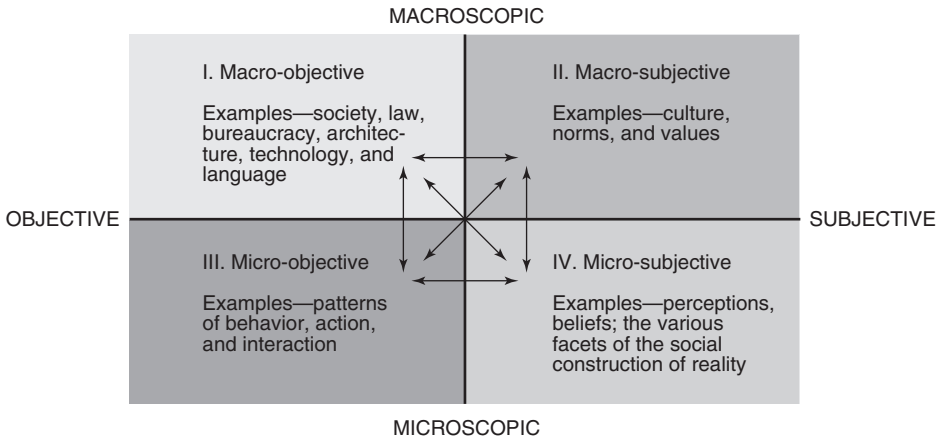 MACROSCOPIC
I. Macro-objective
Examples—society, law,
bureaucracy, architec-
ture, technology, and
language
II. Macro-subjective
Examples—culture,
norms, and values
OBJECTIVE
SUBJECTIVE
III. Micro-objective
Examples—patterns
of behavior, action,
and interaction
IV. Micro-subjective
Examples—perceptions,
beliefs; the various
facets of the social
construction of reality
MICROSCOPIC